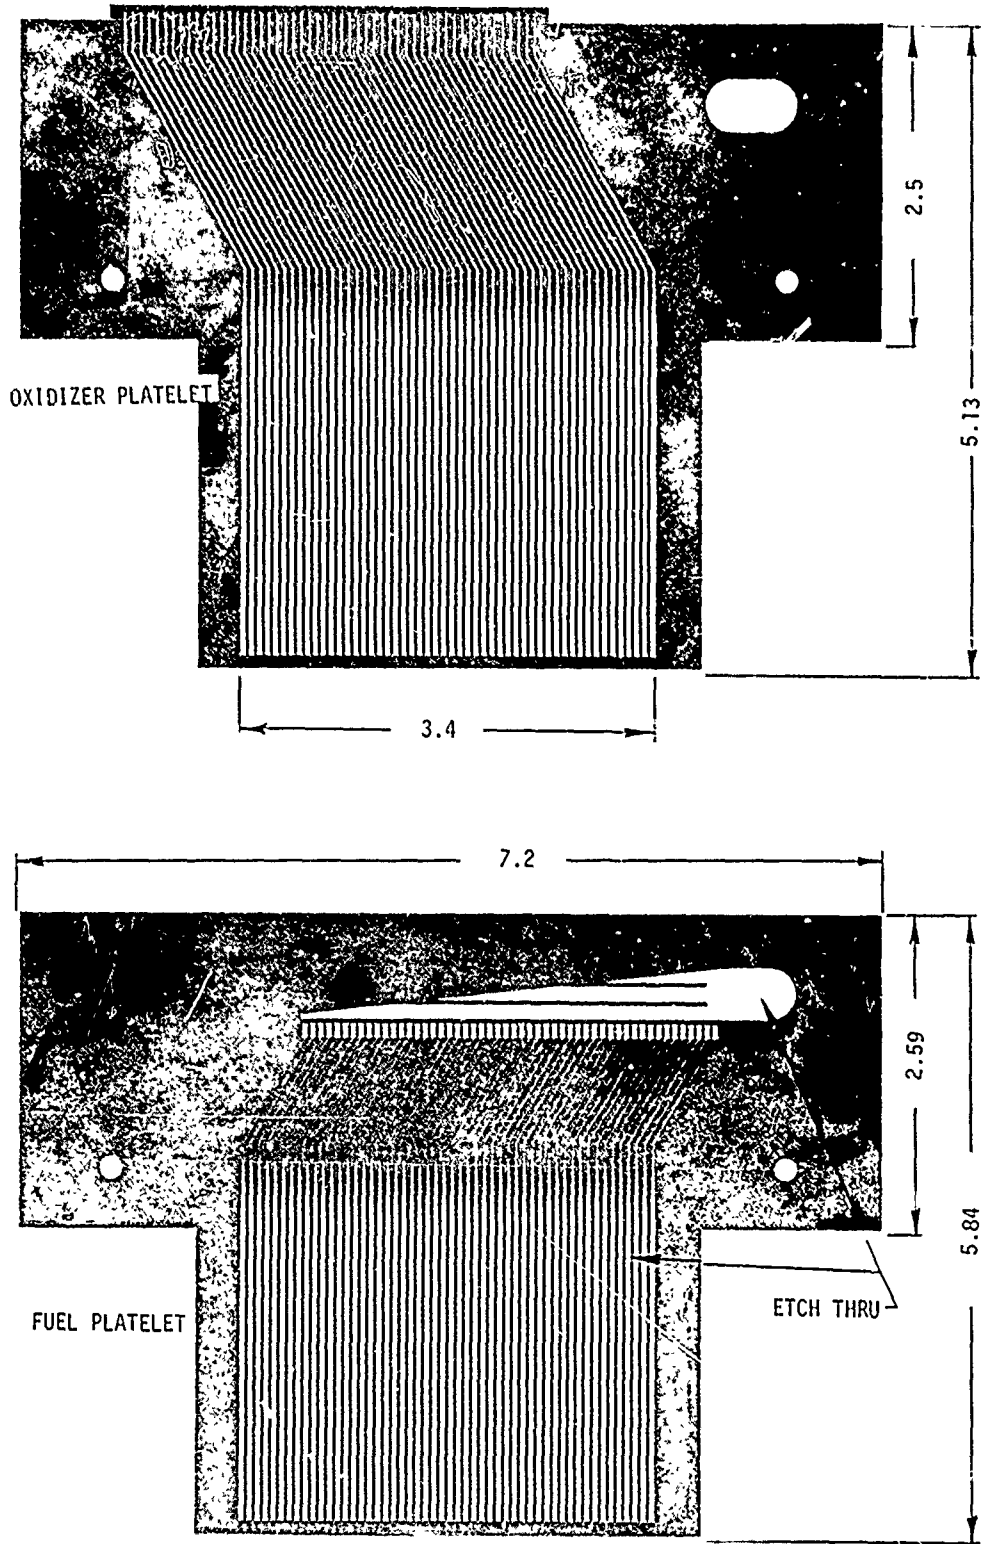 2.5
OXIDIZER PLATELET
5.13
3.4
7.2
2.59
5.84
ETCH THRU
FUEL PLATELET